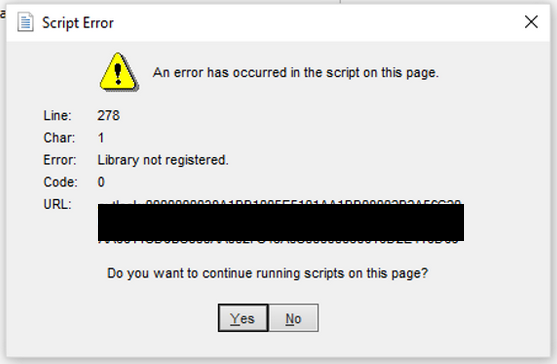 Script Error
An error has occurred in the script on this page.
Line: 278
Char: 1
Error: Library not registered.
Code: 0
URL:
Do you want to continue running scripts on this page?
Yes No